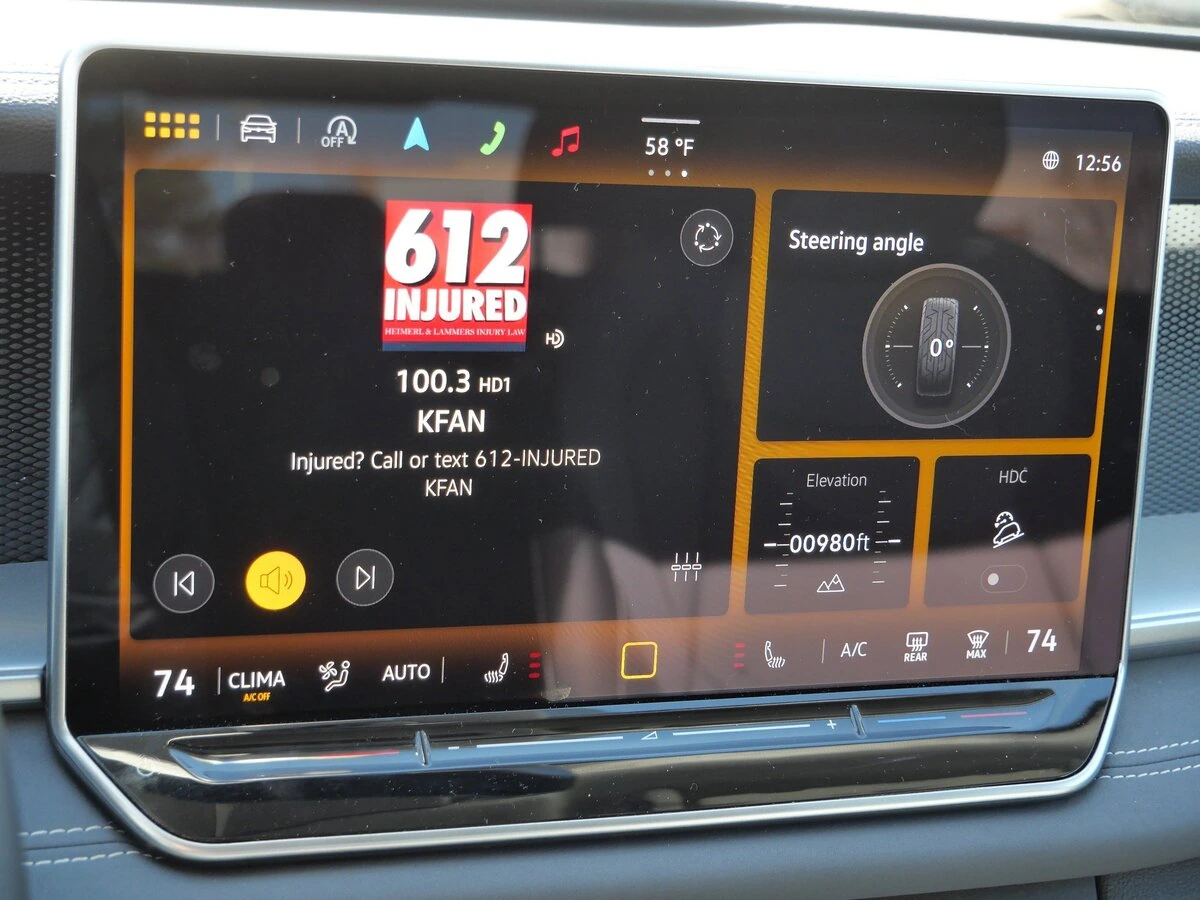 A
OFF
58 °F
12:56
612
INJURED
HEIMERL & LAMMERS INJURY LAW
HD
100.3 HD1
KFAN
Injured? Call or text 612-INJURED
KFAN
Steering angle
0°
Elevation
00980ft
HDC
74
CLIMA
A/C OFF
AUTO
A/C
REAR
MAX
74
- +